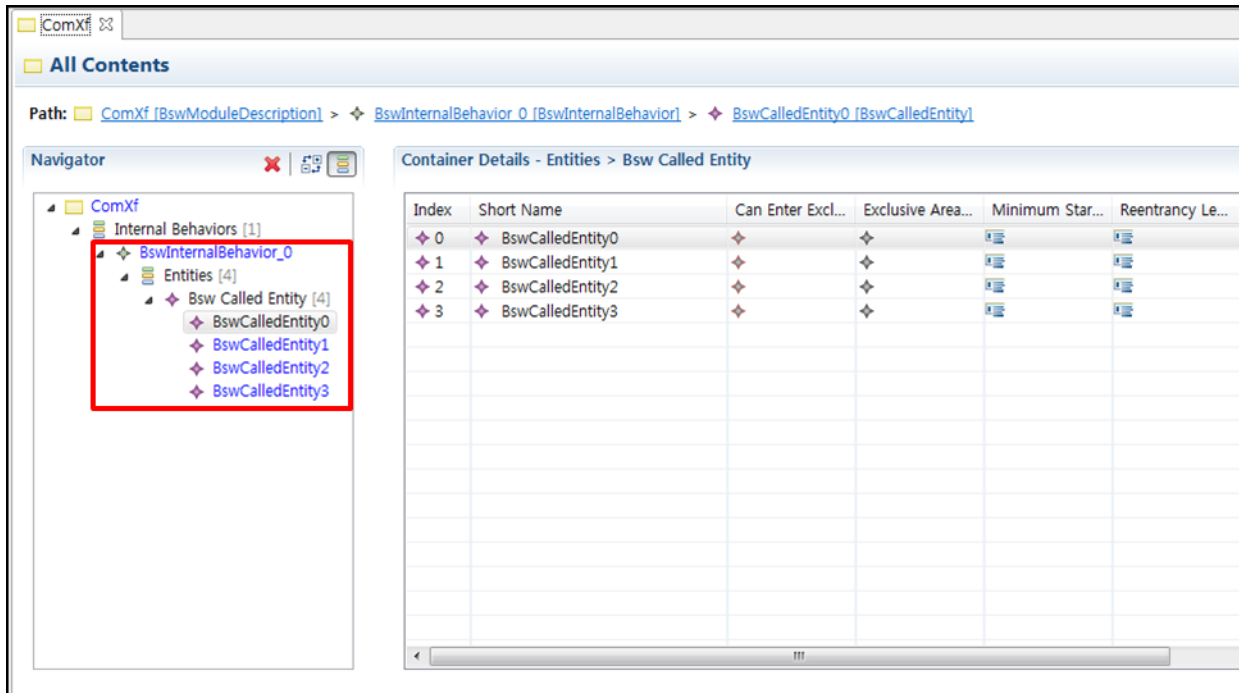 ComXf
All Contents
Path: ComXf [BswModuleDescription] > BswInternalBehavior_0 [BswInternalBehavior] > BswCalledEntity0 [BswCalledEntity]
Navigator
ComXf
Internal Behaviors [1]
BswInternalBehavior_0
Entities [4]
Bsw Called Entity [4]
BswCalledEntity0
BswCalledEntity1
BswCalledEntity2
BswCalledEntity3
Container Details - Entities > Bsw Called Entity
Index Short Name Can Enter Excl... Exclusive Area... Minimum Star... Reentrancy Le...
0 BswCalledEntity0
1 BswCalledEntity1
2 BswCalledEntity2
3 BswCalledEntity3